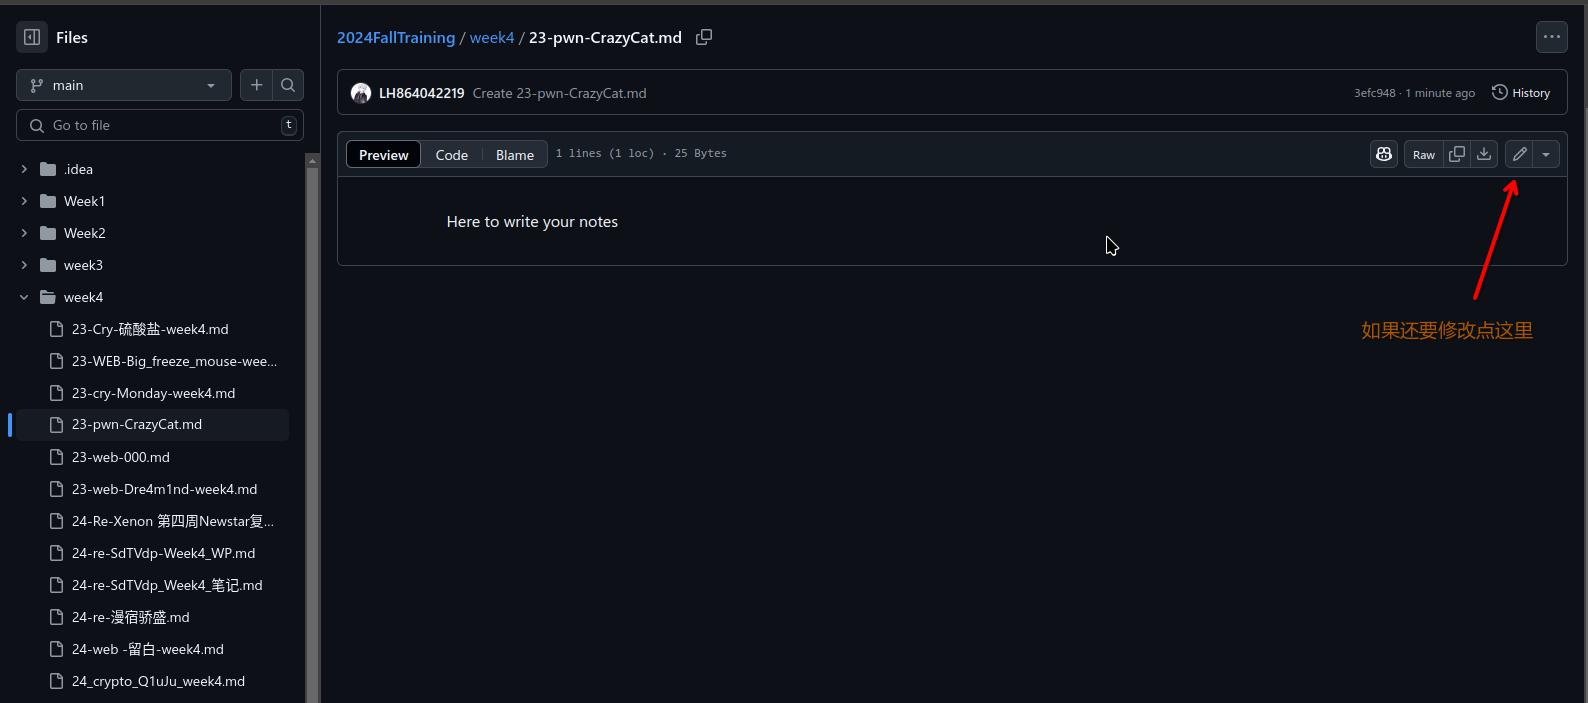 Files
main
Go to file
t
.idea
Week1
Week2
week3
week4
23-Cry-硫酸盐-week4.md
23-WEB-Big_freeze_mouse-wee...
23-cry-Monday-week4.md
23-pwn-CrazyCat.md
23-web-000.md
23-web-Dre4m1nd-week4.md
24-Re-Xenon 第四周Newstar复...
24-re-SdTVdp-Week4_WP.md
24-re-SdTVdp_Week4_笔记.md
24-re-漫宿骄盛.md
24-web -留白-week4.md
24_crypto_Q1uJu_week4.md
2024FallTraining / week4 / 23-pwn-CrazyCat.md
LH864042219 Create 23-pwn-CrazyCat.md
3efc948 · 1 minute ago
History
Preview Code Blame 1 lines (1 loc) · 25 Bytes
Raw
Here to write your notes
如果还要修改点这里